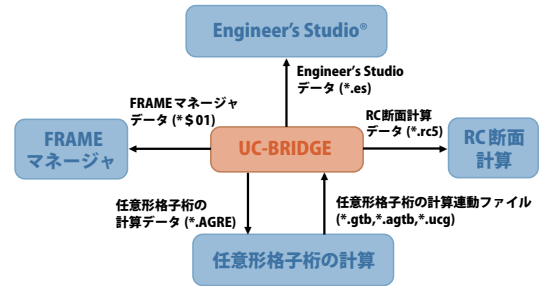 Engineer's Studio®
Engineer's Studio
データ (*.es)
FRAMEマネージャ
データ (*$01)
RC断面計算
データ (*.rc5)
FRAME
マネージャ
UC-BRIDGE
RC断面
計算
任意形格子桁の
計算データ (*.AGRE)
任意形格子桁の計算連動ファイル
(*.gtb,*.agtb,*.ucg)
任意形格子桁の計算